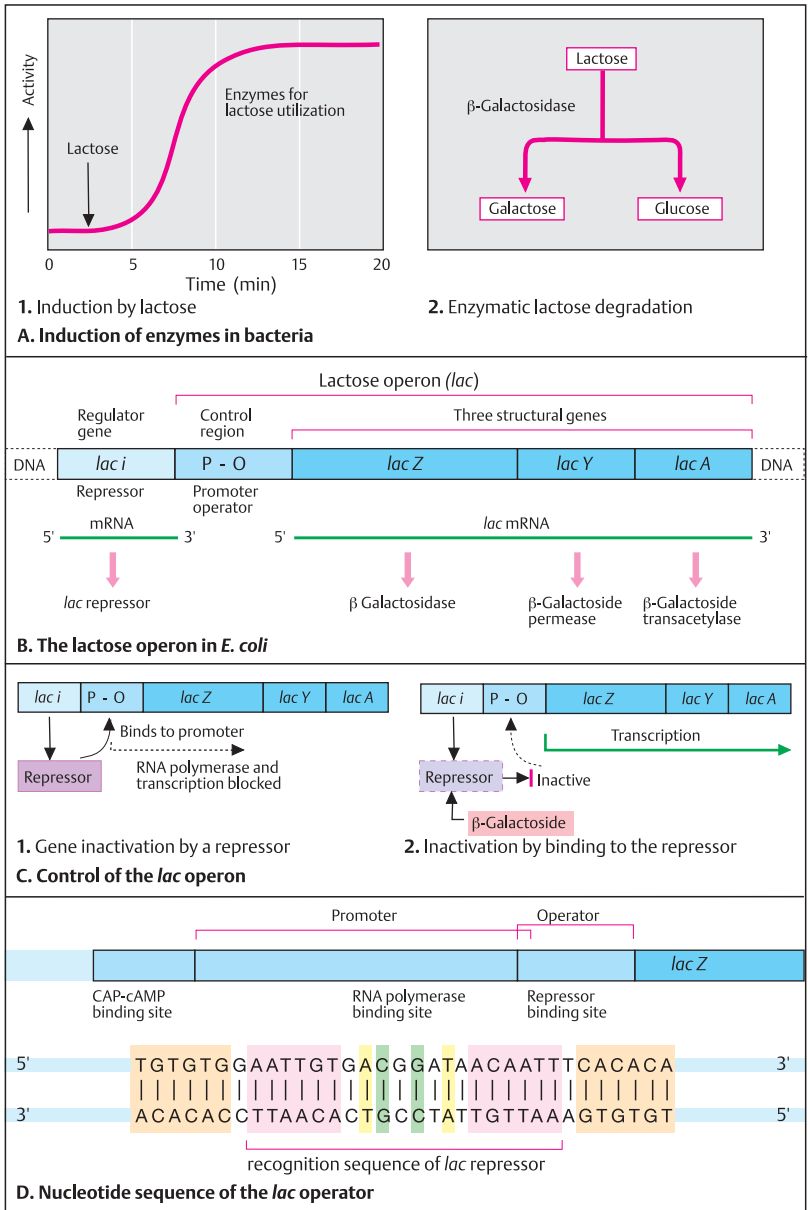 Activity
Lactose
Enzymes for
lactose utilization
0 5 10 15 20
Time (min)
1. Induction by lactose
Lactose
β-Galactosidase
Galactose
Glucose
2. Enzymatic lactose degradation
A. Induction of enzymes in bacteria
Lactose operon (lac)
Regulator
gene
Control
region
Three structural genes
DNA lac i P - O lac Z lac Y lac A DNA
Repressor
Promoter
operator
5' mRNA 3'
5' lac mRNA 3'
lac repressor
β Galactosidase
β-Galactoside
permease
β-Galactoside
transacetylase
B. The lactose operon in E. coli
lac i P - O lac Z lac Y lac A
Binds to promoter
Repressor
RNA polymerase and
transcription blocked
1. Gene inactivation by a repressor
lac i P - O lac Z lac Y lac A
Transcription
Repressor
Inactive
β-Galactoside
2. Inactivation by binding to the repressor
C. Control of the lac operon
Promoter
Operator
lac Z
CAP-cAMP
binding site
RNA polymerase
binding site
Repressor
binding site
5' TGTGTGGAATTGTGACGGATAACAATTTCACACA 3'
3' ACACACCTTAACACTGCCTATTGTTAAAGTGTGT 5'
recognition sequence of lac repressor
D. Nucleotide sequence of the lac operator